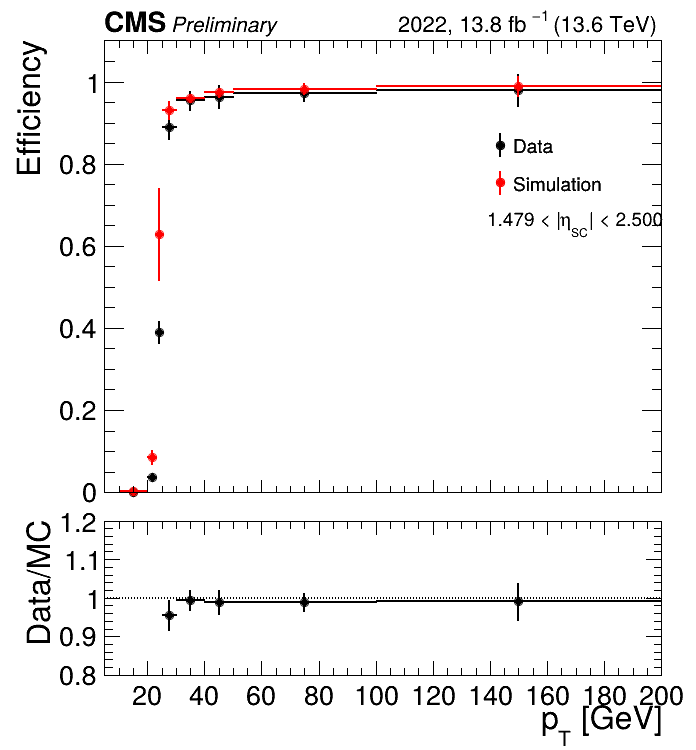 CMS Preliminary 2022, 13.8 fb⁻¹ (13.6 TeV)
Efficiency
1
0.8
0.6
0.4
0.2
0
Data
Simulation
1.479 < |η_SC| < 2.500
Data/MC
1.2
1.1
1
0.9
0.8
20 40 60 80 100 120 140 160 180 200
p_T [GeV]